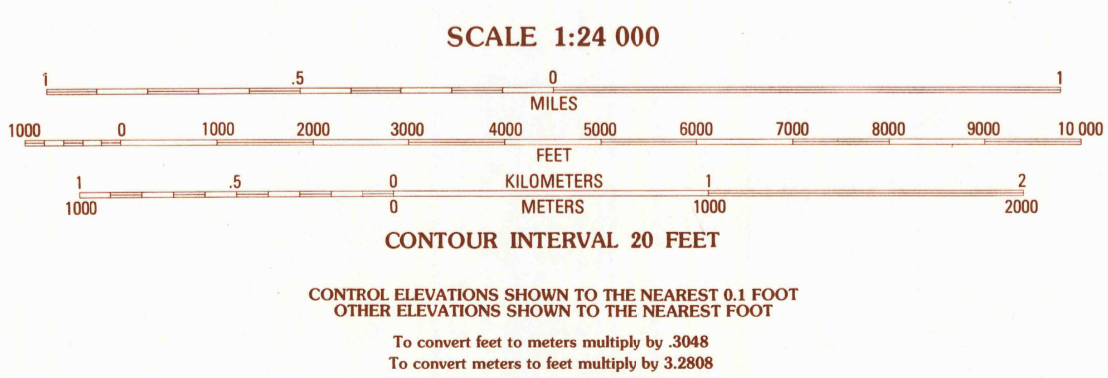 SCALE 1:24 000
1 .5 0 1
MILES
1000 0 1000 2000 3000 4000 5000 6000 7000 8000 9000 10 000
FEET
1 .5 0 KILOMETERS 1 2
1000 0 METERS 1000 2000
CONTOUR INTERVAL 20 FEET
CONTROL ELEVATIONS SHOWN TO THE NEAREST 0.1 FOOT
OTHER ELEVATIONS SHOWN TO THE NEAREST FOOT
To convert feet to meters multiply by .3048
To convert meters to feet multiply by 3.2808